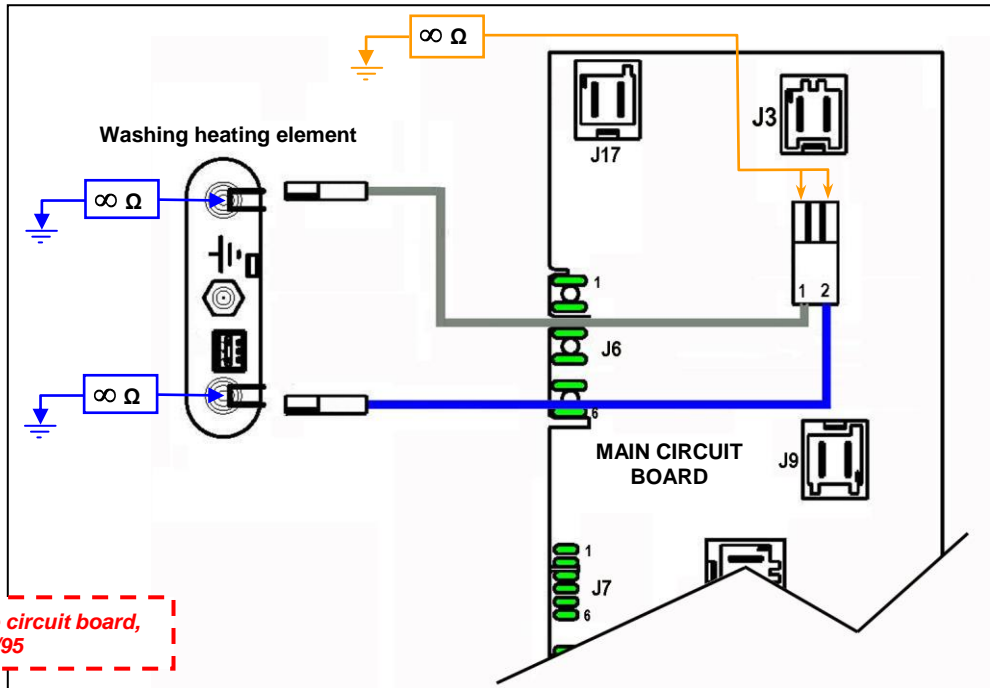 ∞ Ω
J17
J3
Washing heating element
∞ Ω
1 2
1
J6
6
∞ Ω
MAIN CIRCUIT
BOARD
J9
1
J7
6
circuit board,
/95